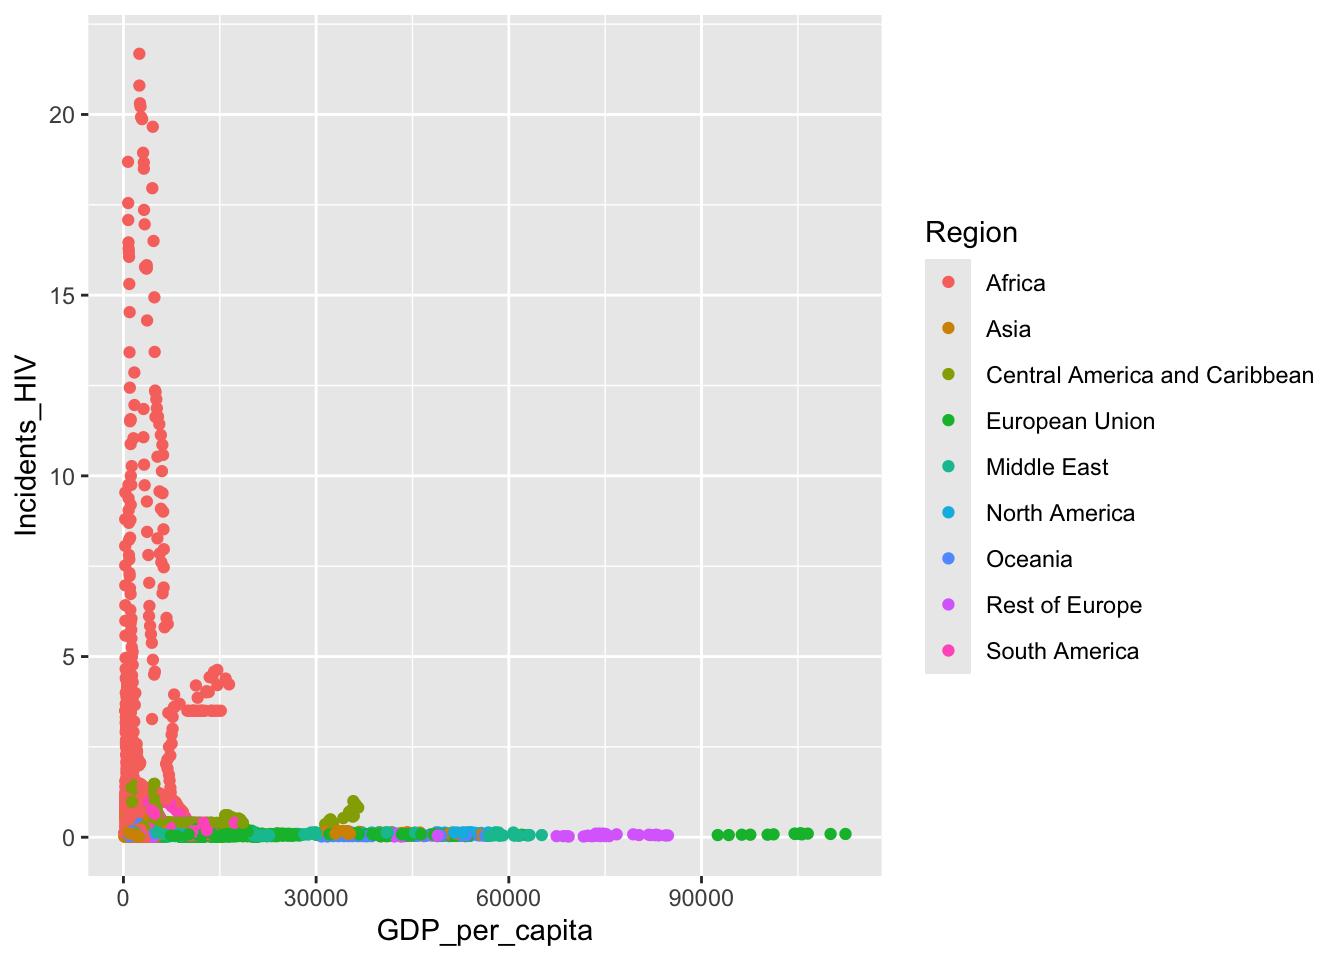 20
15
10
5
0
Incidents_HIV
0
30000
60000
90000
GDP_per_capita
Region
Africa
Asia
Central America and Caribbean
European Union
Middle East
North America
Oceania
Rest of Europe
South America